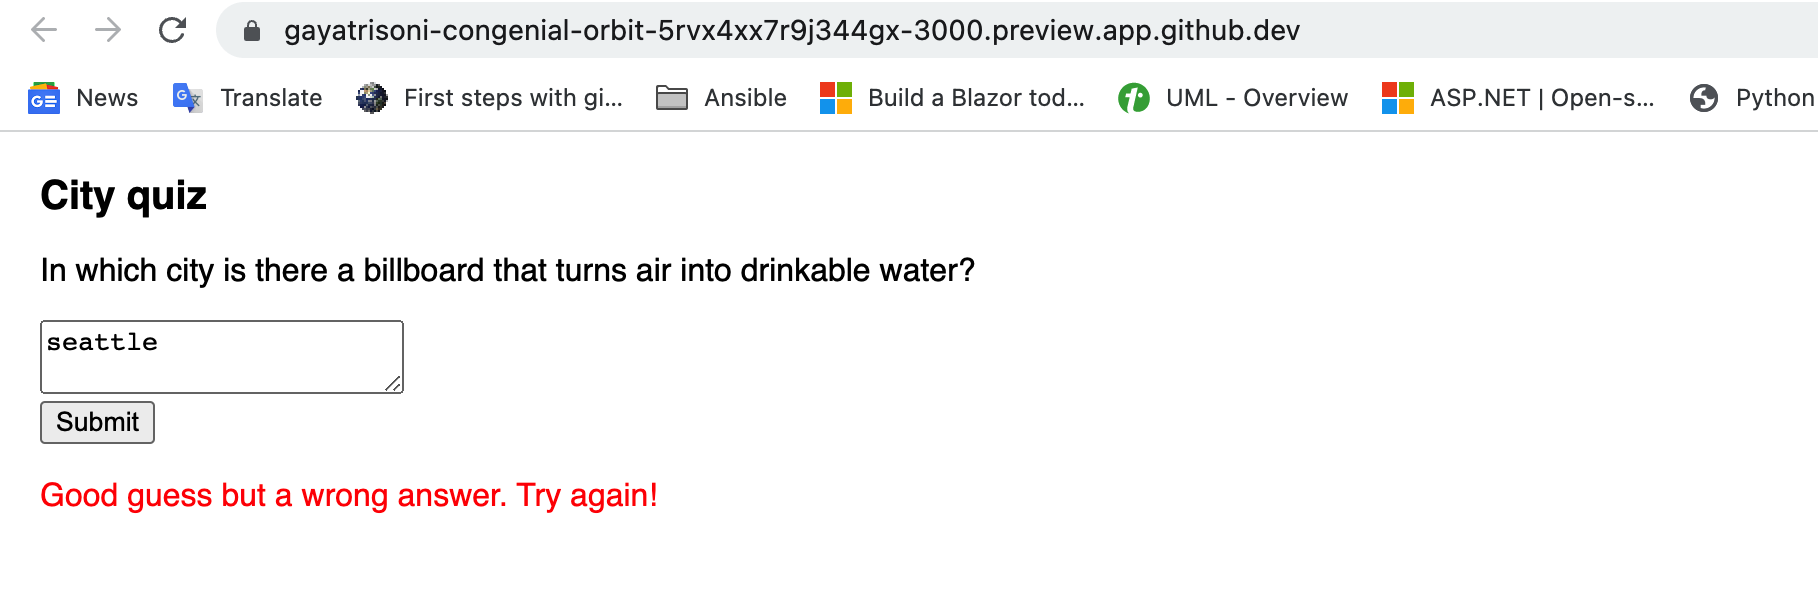 gayatrisoni-congenial-orbit-5rvx4xx7r9j344gx-3000.preview.app.github.dev
News Translate First steps with gi... Ansible Build a Blazor tod... UML - Overview ASP.NET | Open-s... Python
City quiz
In which city is there a billboard that turns air into drinkable water?
seattle
Submit
Good guess but a wrong answer. Try again!